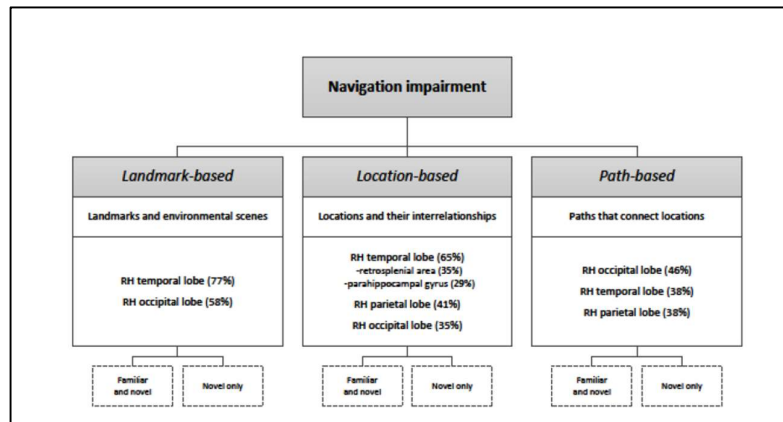 Navigation impairment
Landmark-based
Landmarks and environmental scenes
RH temporal lobe (77%)
RH occipital lobe (58%)
Familiar
and novel
Novel only
Location-based
Locations and their interrelationships
RH temporal lobe (65%)
-retrosplenial area (35%)
-parahippocampal gyrus (29%)
RH parietal lobe (41%)
RH occipital lobe (35%)
Familiar
and novel
Novel only
Path-based
Paths that connect locations
RH occipital lobe (46%)
RH temporal lobe (38%)
RH parietal lobe (38%)
Familiar
and novel
Novel only